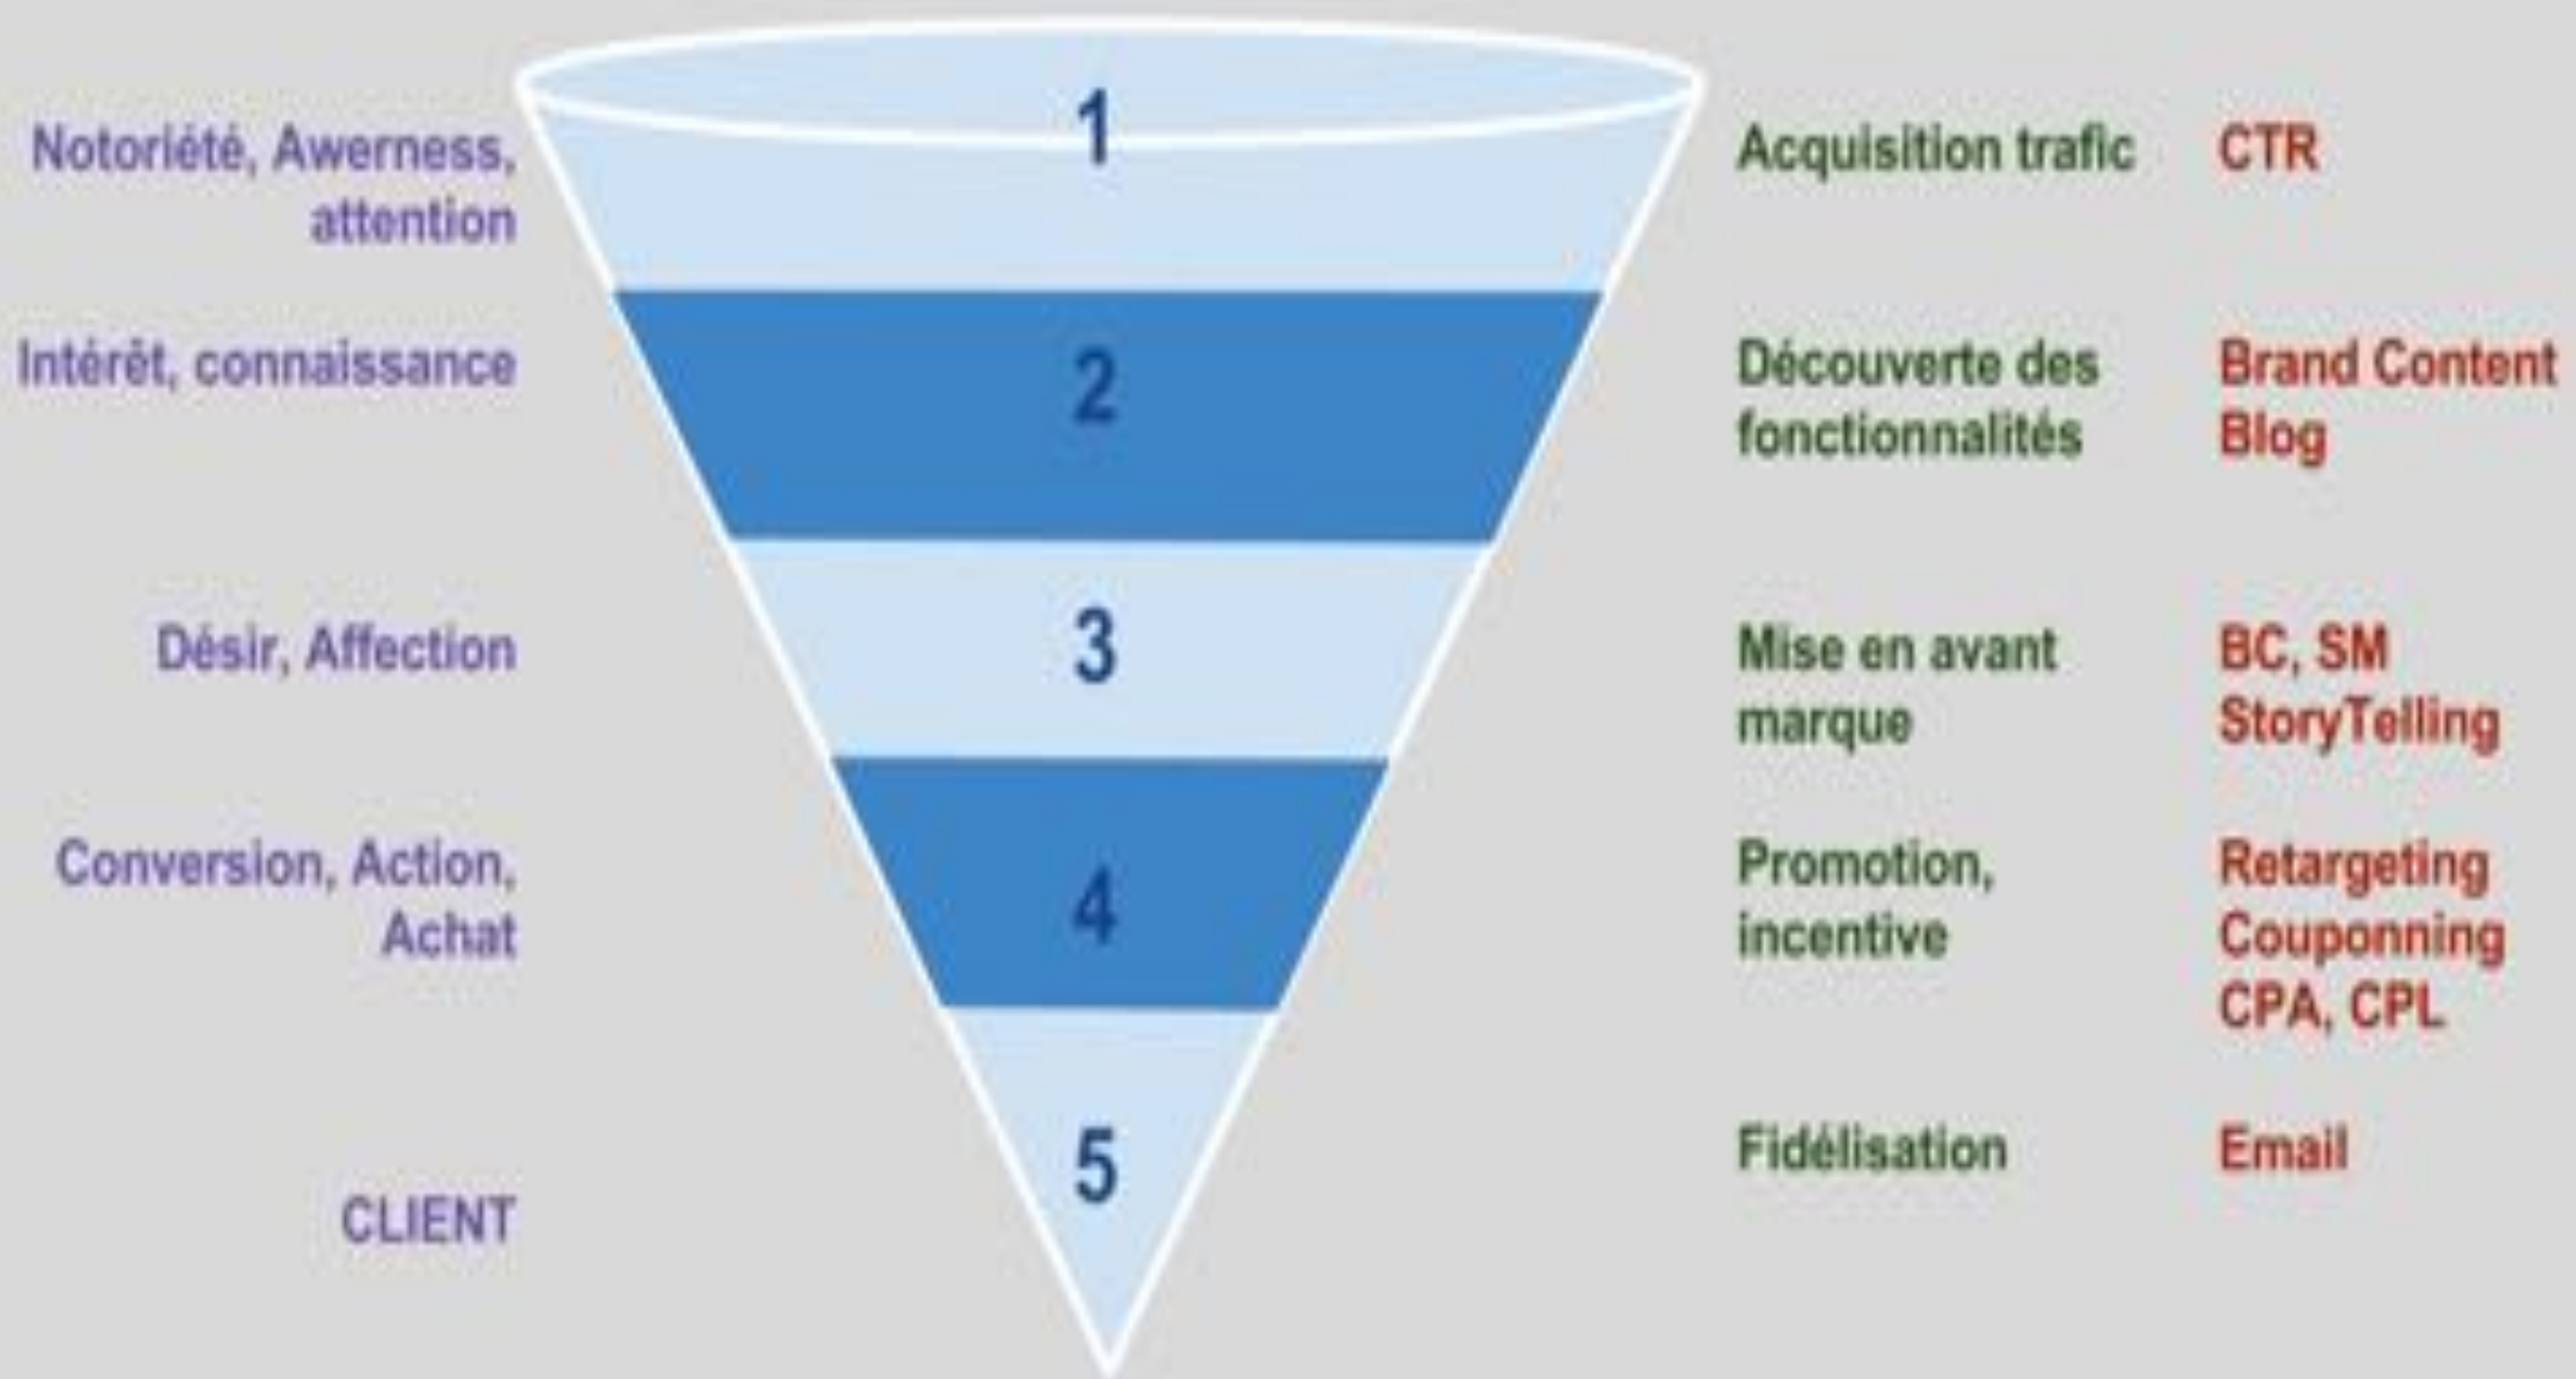 1
Notoriété, Awerness,
attention
Acquisition trafic
CTR
2
Intérêt, connaissance
Découverte des
fonctionnalités
Brand Content
Blog
3
Désir, Affection
Mise en avant
marque
BC, SM
StoryTelling
4
Conversion, Action,
Achat
Promotion,
incentive
Retargeting
Couponning
CPA, CPL
5
CLIENT
Fidélisation
Email